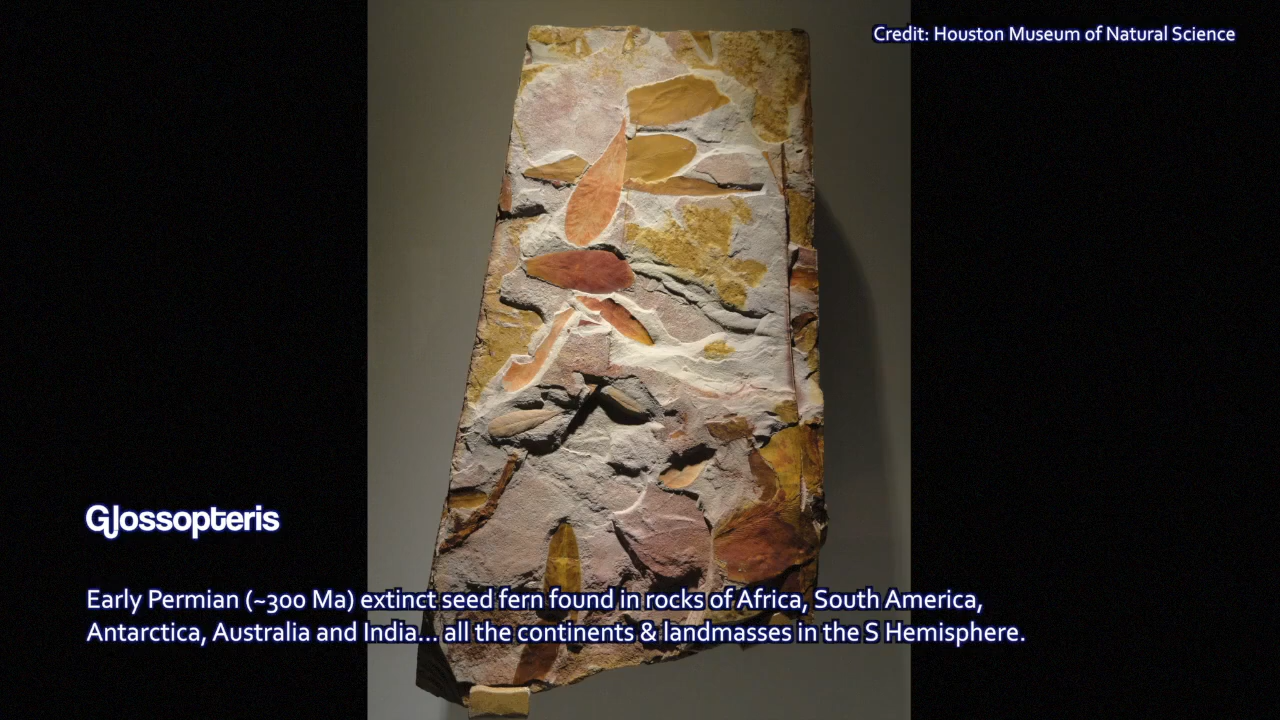 Credit: Houston Museum of Natural Science
Glossopteris
Early Permian (~300 Ma) extinct seed fern found in rocks of Africa, South America,
Antarctica, Australia and India... all the continents & landmasses in the S Hemisphere.